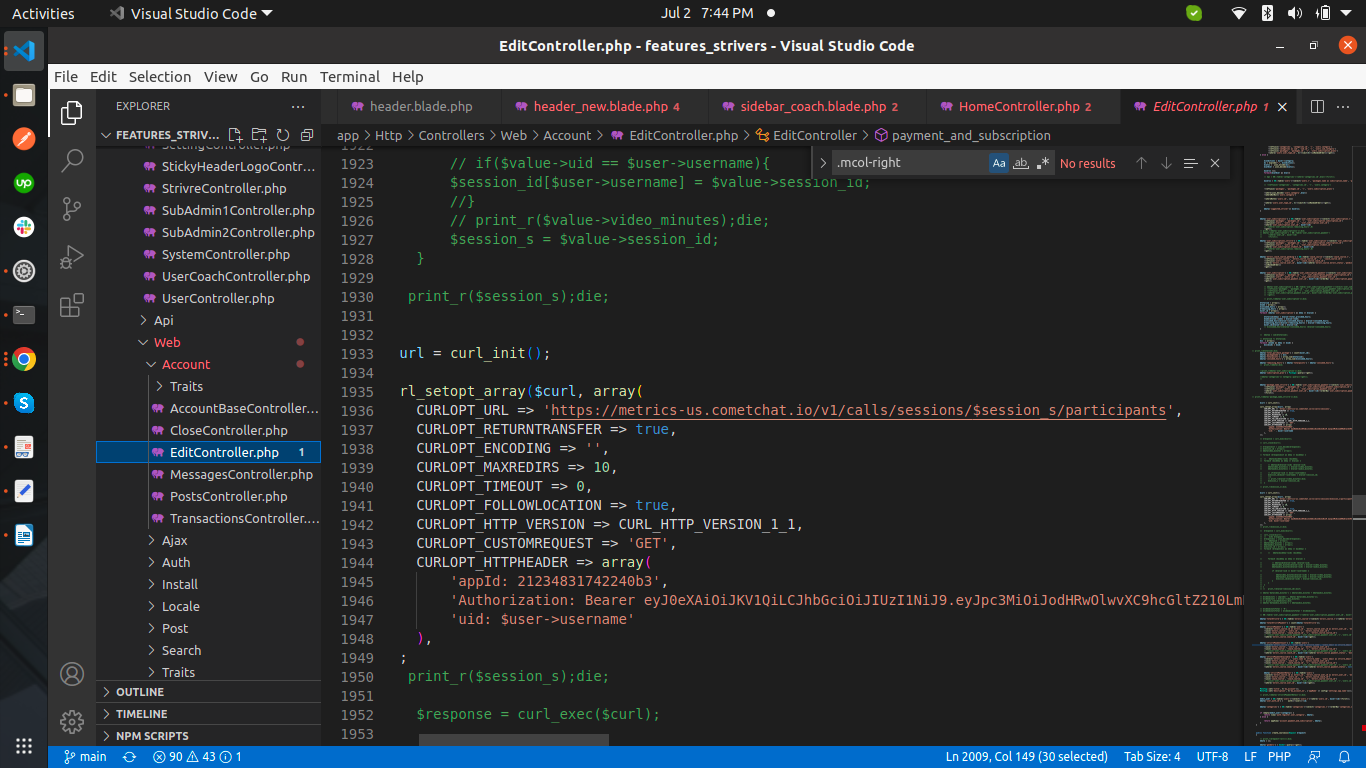 Activities
Visual Studio Code
Jul 2 7:44 PM
EditController.php - features_strivers - Visual Studio Code
File Edit Selection View Go Run Terminal Help
EXPLORER
header.blade.php
header_new.blade.php 4
sidebar_coach.blade.php 2
HomeController.php 2
EditController.php 1
FEATURES_STRIV...
app > Http > Controllers > Web > Account > EditController.php > EditController > payment_and_subscription
.mcol-right
Aa
ab
No results
StickyHeaderLogoContr...
StrivreController.php
SubAdmin1Controller.php
SubAdmin2Controller.php
SystemController.php
UserCoachController.php
UserController.php
Api
Web
Account
Traits
AccountBaseController...
CloseController.php
EditController.php 1
MessagesController.php
PostsController.php
TransactionsController....
Ajax
Auth
Install
Locale
Post
Search
Traits
OUTLINE
TIMELINE
NPM SCRIPTS
1923 // if($value->uid == $user->username){
1924 $session_id[$user->username] = $value->session_id;
1925 //}
1926 // print_r($value->video_minutes);die;
1927 $session_s = $value->session_id;
1928 }
1929
1930 print_r($session_s);die;
1931
1932
1933 url = curl_init();
1934
1935 rl_setopt_array($curl, array(
1936 CURLOPT_URL => 'https://metrics-us.cometchat.io/v1/calls/sessions/$session_s/participants',
1937 CURLOPT_RETURNTRANSFER => true,
1938 CURLOPT_ENCODING => '',
1939 CURLOPT_MAXREDIRS => 10,
1940 CURLOPT_TIMEOUT => 0,
1941 CURLOPT_FOLLOWLOCATION => true,
1942 CURLOPT_HTTP_VERSION => CURL_HTTP_VERSION_1_1,
1943 CURLOPT_CUSTOMREQUEST => 'GET',
1944 CURLOPT_HTTPHEADER => array(
1945 'appId: 21234831742240b3',
1946 'Authorization: Bearer eyJ0eXAiOiJKV1QiLCJhbGciOiJIUzI1NiJ9.eyJpc3MiOiJodHRwOlwvXC9hcGltZ210Lm
1947 'uid: $user->username'
1948 ),
1949 ;
1950 print_r($session_s);die;
1951
1952 $response = curl_exec($curl);
1953
main
90 43 1
Ln 2009, Col 149 (30 selected) Tab Size: 4 UTF-8 LF PHP